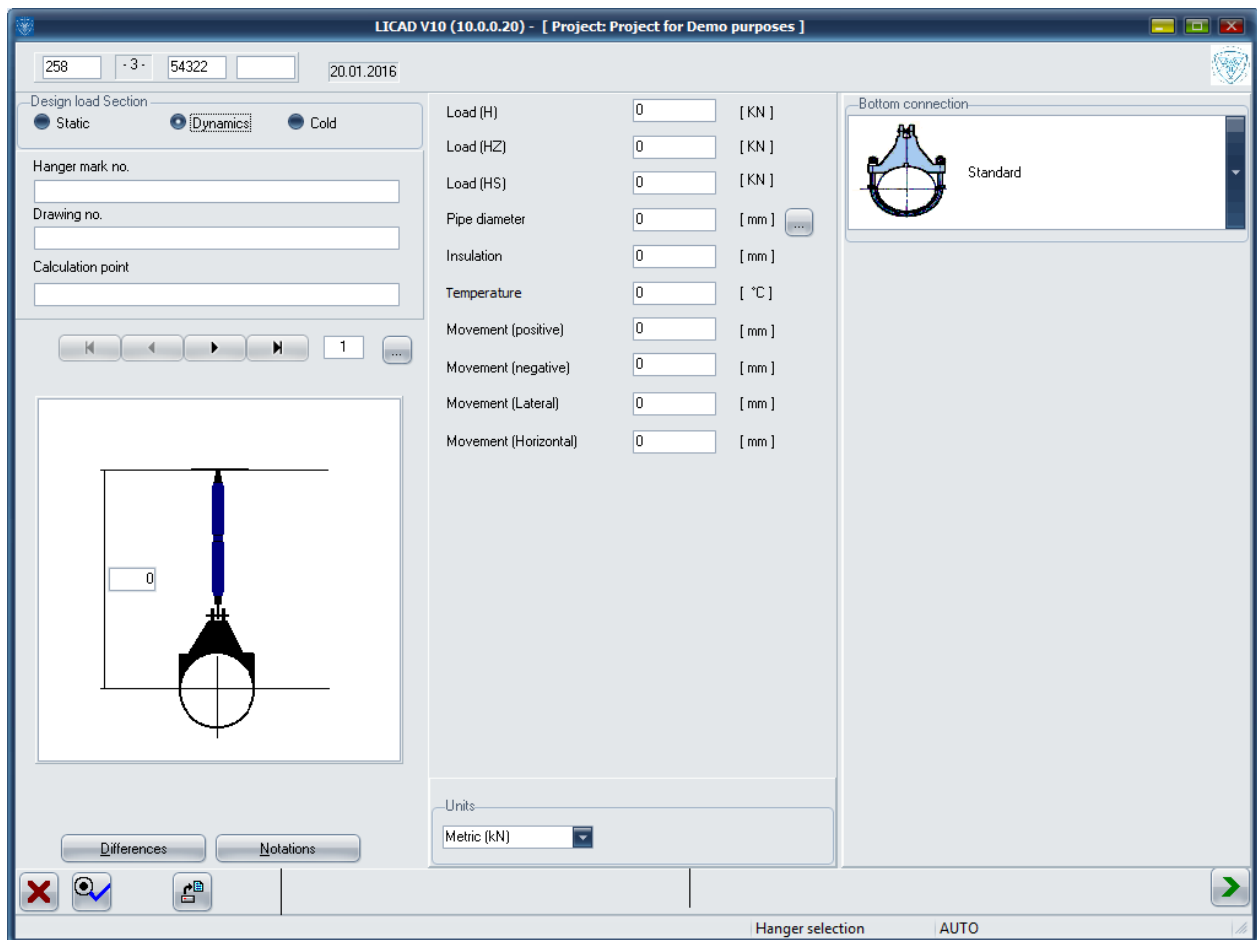 LICAD V10 (10.0.0.20) - [ Project: Project for Demo purposes ]
258 - 3 - 54322 20.01.2016
Design load Section
Static Dynamics Cold
Hanger mark no.
Drawing no.
Calculation point
1 ...
0
Differences Notations
Load (H) 0 [ KN ]
Load (HZ) 0 [ KN ]
Load (HS) 0 [ KN ]
Pipe diameter 0 [ mm ] ...
Insulation 0 [ mm ]
Temperature 0 [ °C ]
Movement (positive) 0 [ mm ]
Movement (negative) 0 [ mm ]
Movement (Lateral) 0 [ mm ]
Movement (Horizontal) 0 [ mm ]
Units
Metric (kN)
Bottom connection
Standard
Hanger selection AUTO